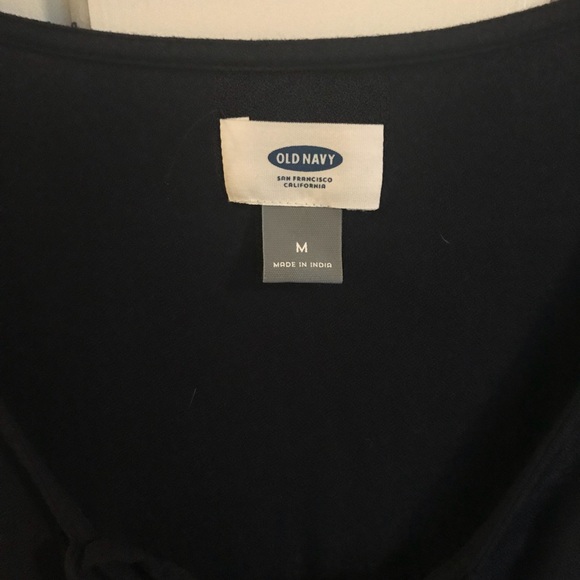 OLD NAVY
SAN FRANCISCO
CALIFORNIA
M
MADE IN INDIA